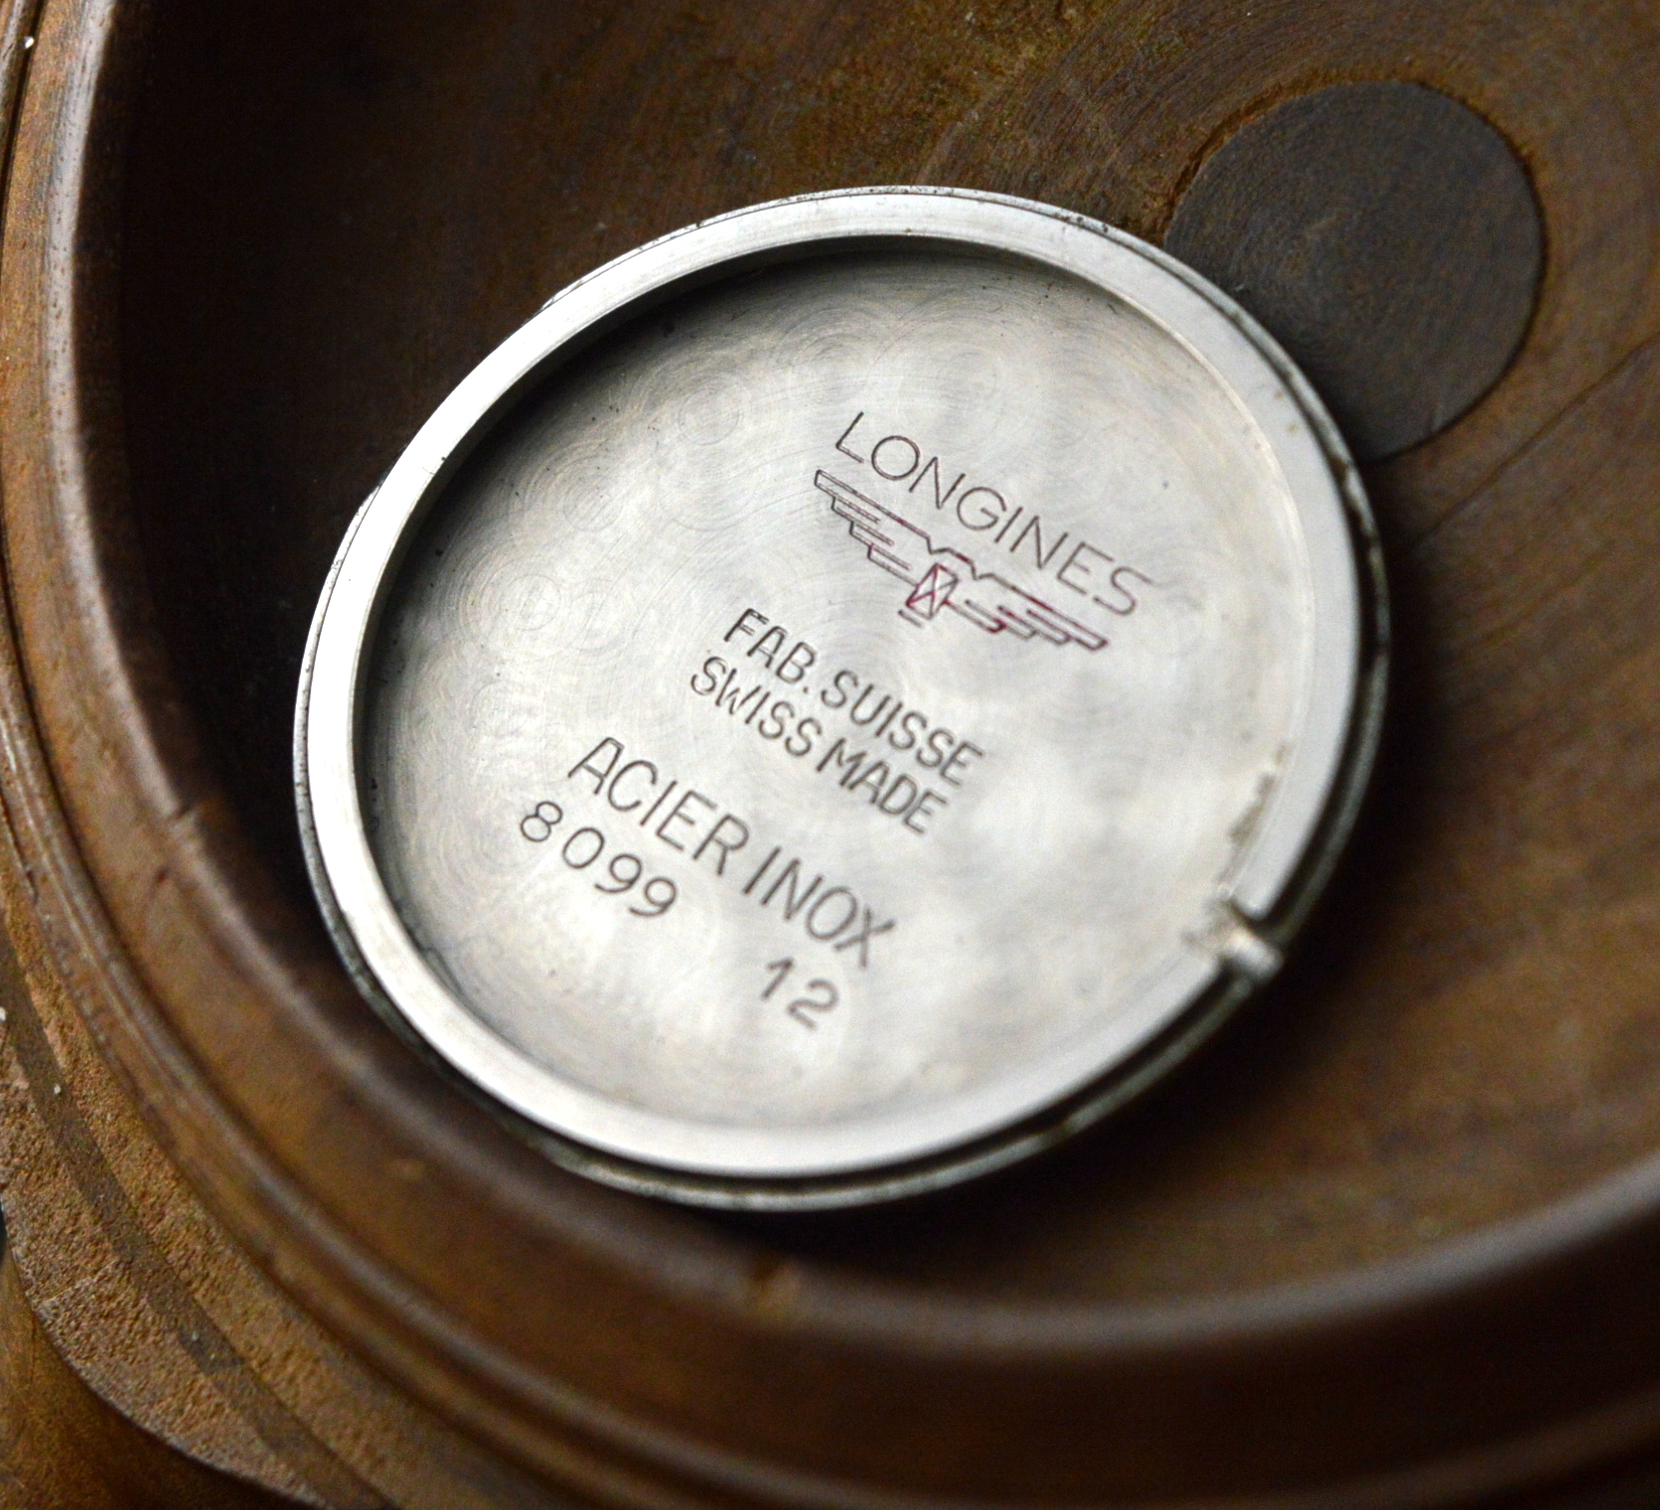 LONGINES
FAB. SUISSE
SWISS MADE
ACIER INOX
8099 12